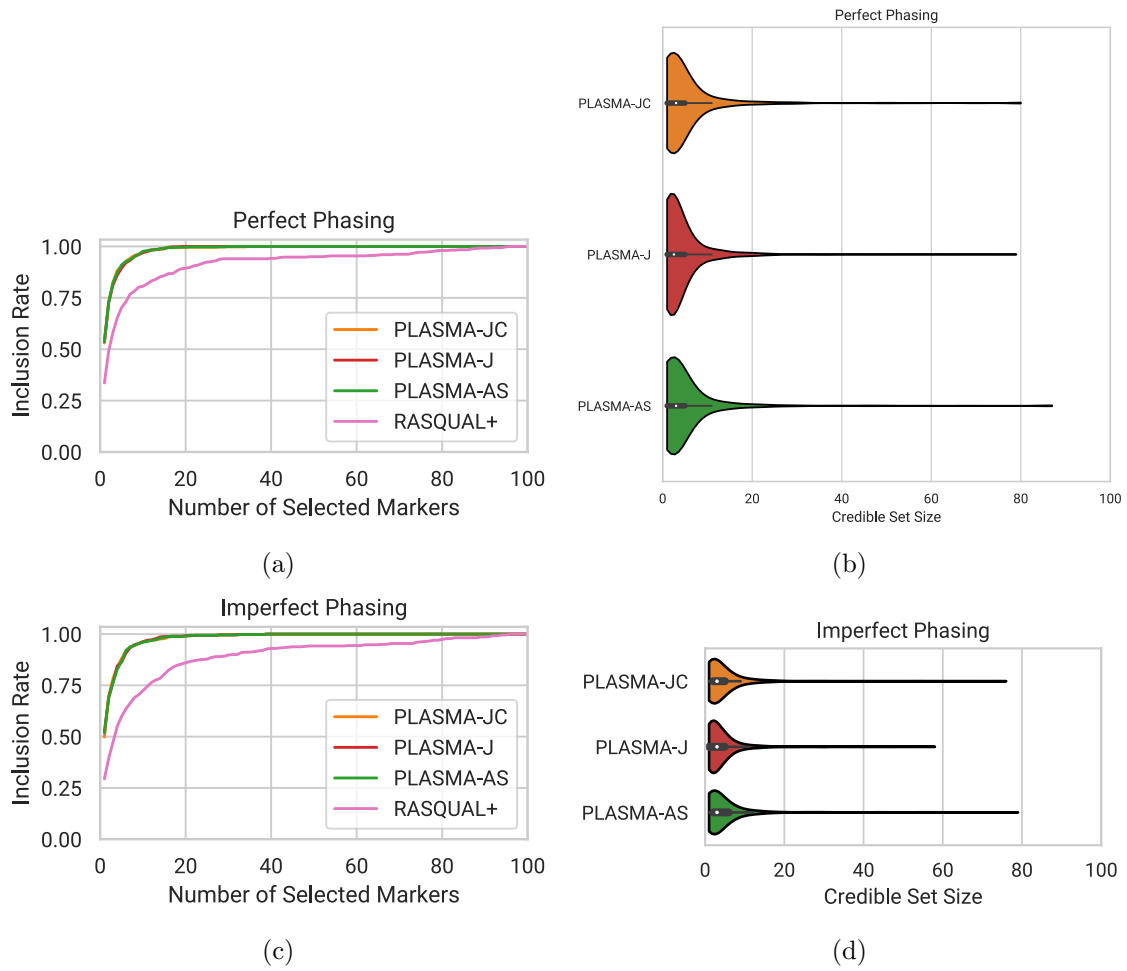 Perfect Phasing
1.00
0.75
0.50
0.25
0.00
Inclusion Rate
PLASMA-JC
PLASMA-J
PLASMA-AS
RASQUAL+
0 20 40 60 80 100
Number of Selected Markers
(a)
Perfect Phasing
PLASMA-JC
PLASMA-J
PLASMA-AS
0 20 40 60 80 100
Credible Set Size
(b)
Imperfect Phasing
1.00
0.75
0.50
0.25
0.00
Inclusion Rate
PLASMA-JC
PLASMA-J
PLASMA-AS
RASQUAL+
0 20 40 60 80 100
Number of Selected Markers
(c)
Imperfect Phasing
PLASMA-JC
PLASMA-J
PLASMA-AS
0 20 40 60 80 100
Credible Set Size
(d)